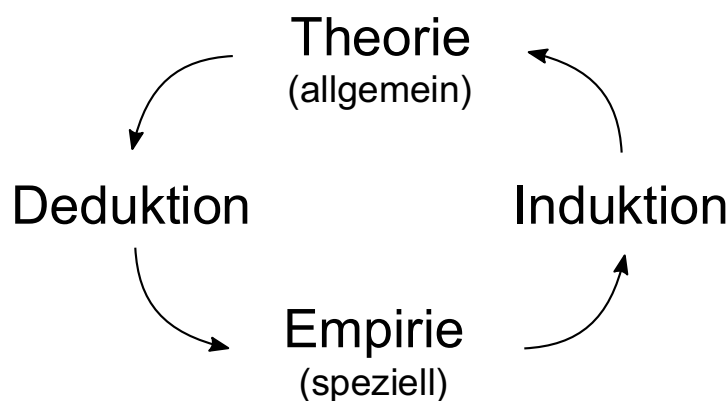 Theorie
(allgemein)
Deduktion
Induktion
Empirie
(speziell)